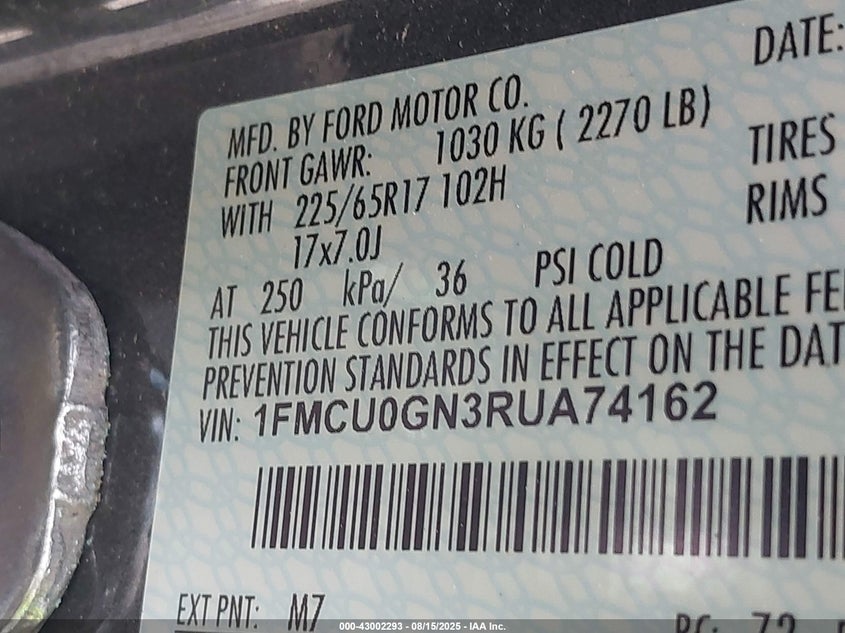 DATE:
MFD. BY FORD MOTOR CO.
FRONT GAWR: 1030 KG ( 2270 LB) TIRES
WITH 225/65R17 102H RIMS
17x7.0J
AT 250 kPa/ 36 PSI COLD
THIS VEHICLE CONFORMS TO ALL APPLICABLE FE
PREVENTION STANDARDS IN EFFECT ON THE DAT
VIN: 1FMCU0GN3RUA74162
EXT PNT: M7
000-43002293 - 08/15/2025 - IAA Inc.